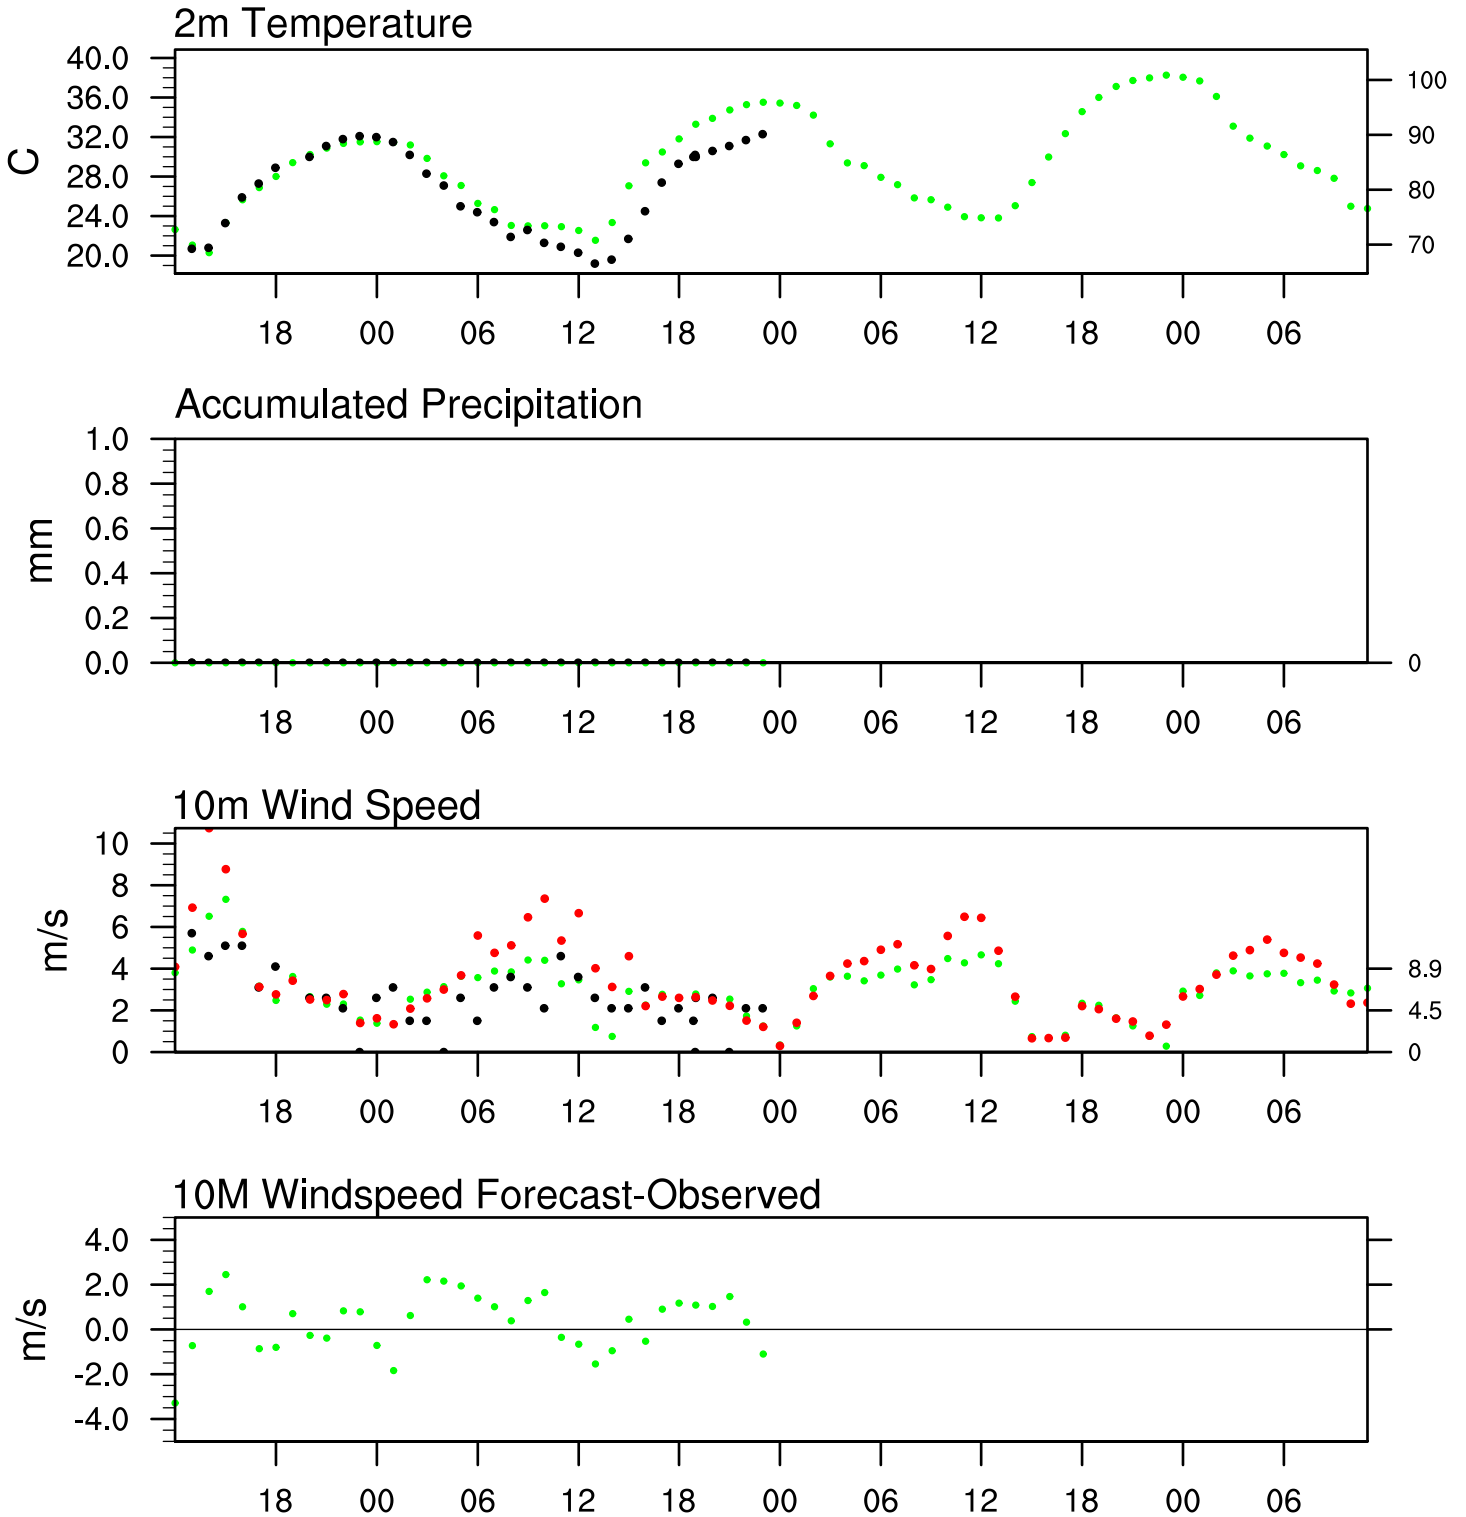 2m Temperature
40.0
36.0
32.0
28.0
24.0
20.0
C
100
90
80
70
18 00 06 12 18 00 06 12 18 00 06
Accumulated Precipitation
1.0
0.8
0.6
0.4
0.2
0.0
mm
0
18 00 06 12 18 00 06 12 18 00 06
10m Wind Speed
10
8
6
4
2
0
m/s
8.9
4.5
0
18 00 06 12 18 00 06 12 18 00 06
10M Windspeed Forecast-Observed
4.0
2.0
0.0
-2.0
-4.0
m/s
18 00 06 12 18 00 06 12 18 00 06